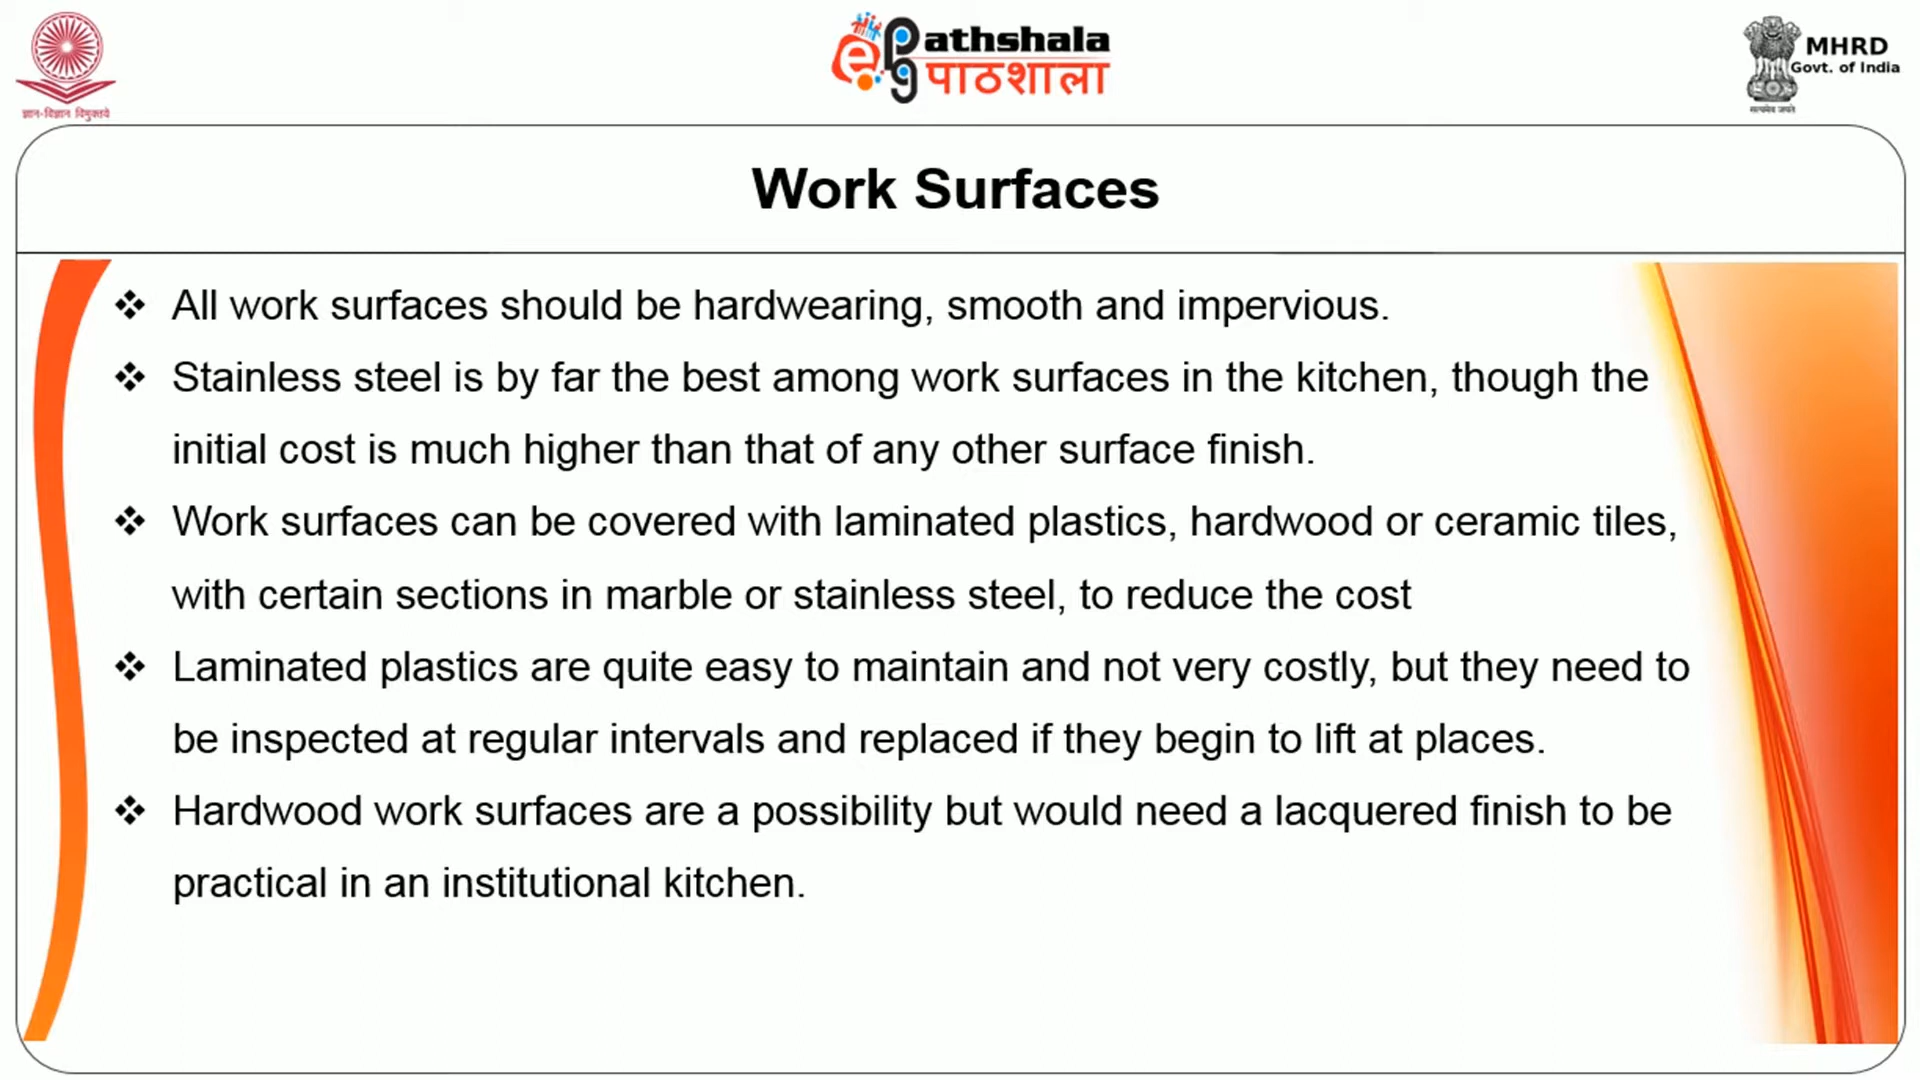 ज्ञान-विज्ञान विमुक्तये
e pg Pathshala
पाठशाला
MHRD
Govt. of India
सत्यमेव जयते
Work Surfaces
❖ All work surfaces should be hardwearing, smooth and impervious.
❖ Stainless steel is by far the best among work surfaces in the kitchen, though the
initial cost is much higher than that of any other surface finish.
❖ Work surfaces can be covered with laminated plastics, hardwood or ceramic tiles,
with certain sections in marble or stainless steel, to reduce the cost
❖ Laminated plastics are quite easy to maintain and not very costly, but they need to
be inspected at regular intervals and replaced if they begin to lift at places.
❖ Hardwood work surfaces are a possibility but would need a lacquered finish to be
practical in an institutional kitchen.